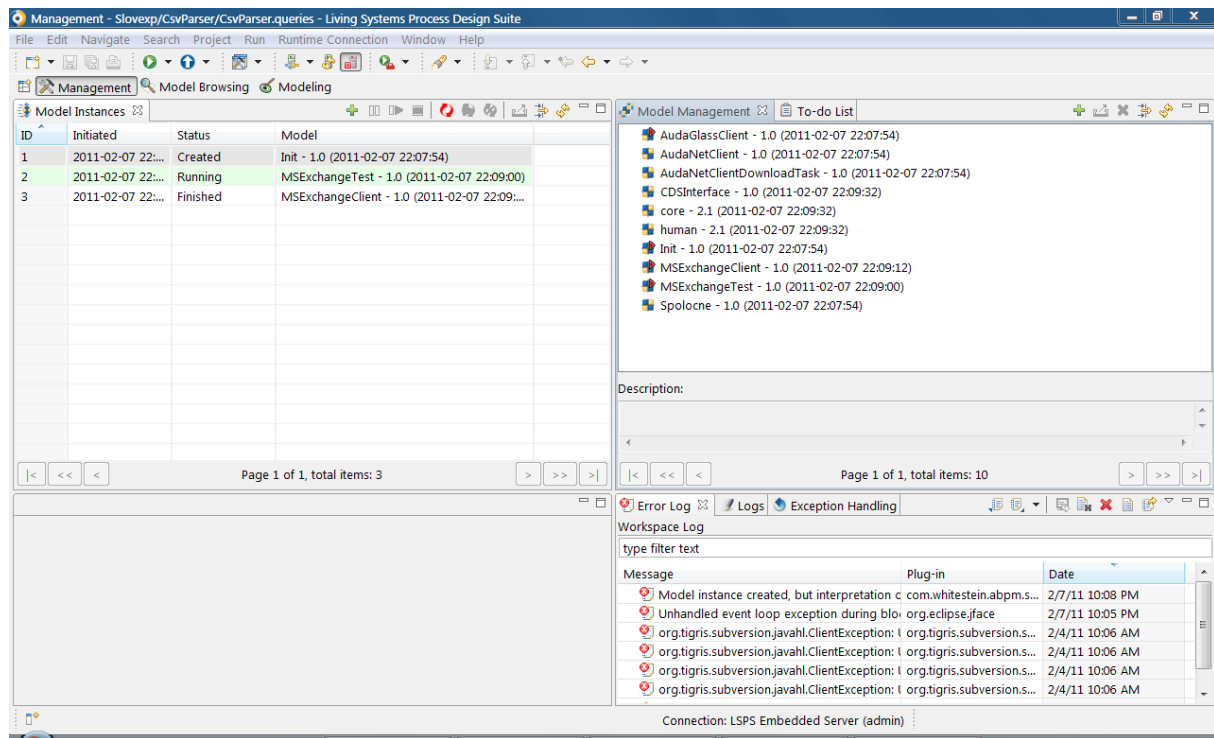 Management - Slovexp/CsvParser/CsvParser.queries - Living Systems Process Design Suite
File Edit Navigate Search Project Run Runtime Connection Window Help
Management Model Browsing Modeling
Model Instances
ID Initiated Status Model
1 2011-02-07 22:... Created Init - 1.0 (2011-02-07 22:07:54)
2 2011-02-07 22:... Running MSExchangeTest - 1.0 (2011-02-07 22:09:00)
3 2011-02-07 22:... Finished MSExchangeClient - 1.0 (2011-02-07 22:09:...
|< << < Page 1 of 1, total items: 3 > >> >|
Model Management To-do List
AudaGlassClient - 1.0 (2011-02-07 22:07:54)
AudaNetClient - 1.0 (2011-02-07 22:07:54)
AudaNetClientDownloadTask - 1.0 (2011-02-07 22:07:54)
CDSInterface - 1.0 (2011-02-07 22:09:32)
core - 2.1 (2011-02-07 22:09:32)
human - 2.1 (2011-02-07 22:09:32)
Init - 1.0 (2011-02-07 22:07:54)
MSExchangeClient - 1.0 (2011-02-07 22:09:12)
MSExchangeTest - 1.0 (2011-02-07 22:09:00)
Spolocne - 1.0 (2011-02-07 22:07:54)
Description:
|< << < Page 1 of 1, total items: 10 > >> >|
Error Log Logs Exception Handling
Workspace Log
type filter text
Message Plug-in Date
Model instance created, but interpretation c com.whitestein.abpm.s... 2/7/11 10:08 PM
Unhandled event loop exception during blo org.eclipse.jface 2/7/11 10:05 PM
org.tigris.subversion.javahl.ClientException: org.tigris.subversion.s... 2/4/11 10:06 AM
org.tigris.subversion.javahl.ClientException: org.tigris.subversion.s... 2/4/11 10:06 AM
org.tigris.subversion.javahl.ClientException: org.tigris.subversion.s... 2/4/11 10:06 AM
org.tigris.subversion.javahl.ClientException: org.tigris.subversion.s... 2/4/11 10:06 AM
Connection: LSPS Embedded Server (admin)